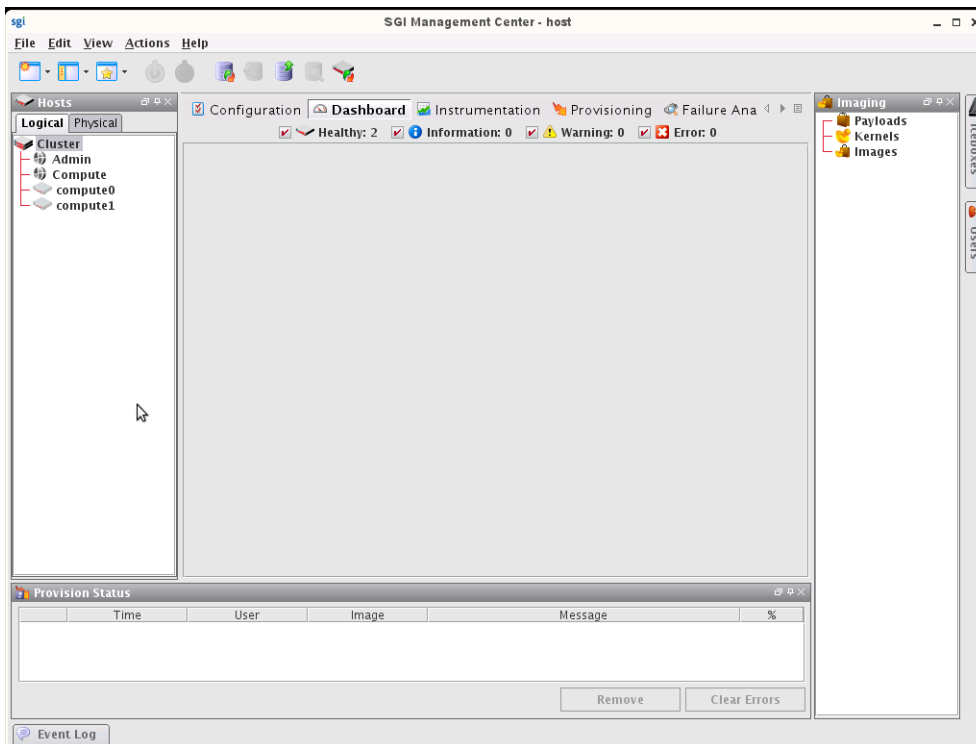 sgi SGI Management Center - host
File Edit View Actions Help
Hosts
Logical Physical
Cluster
Admin
Compute
compute0
compute1
Configuration Dashboard Instrumentation Provisioning Failure Ana
Healthy: 2 Information: 0 Warning: 0 Error: 0
Imaging
Payloads
Kernels
Images
Iceboxes
Users
Provision Status
Time User Image Message %
Remove Clear Errors
Event Log